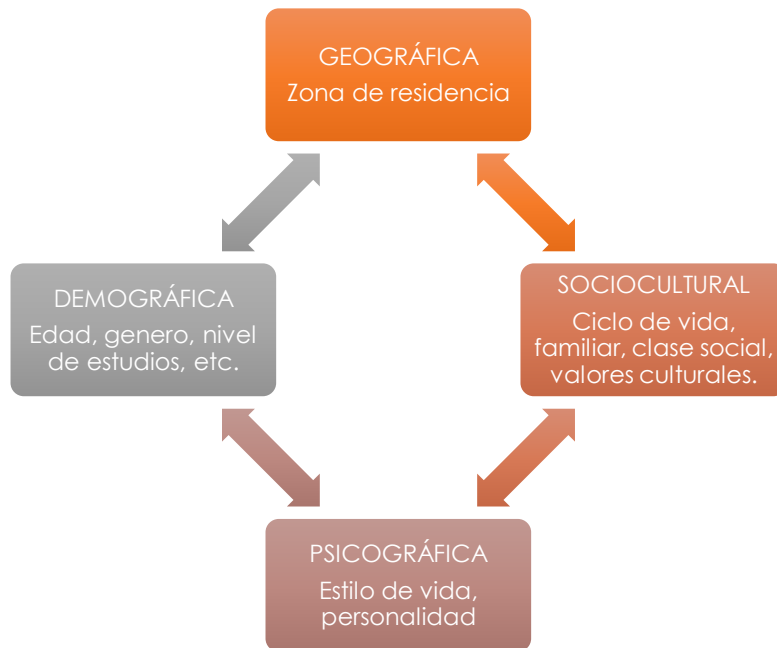 GEOGRÁFICA
Zona de residencia
SOCIOCULTURAL
Ciclo de vida,
familiar, clase social,
valores culturales.
PSICOGRÁFICA
Estilo de vida,
personalidad
DEMOGRÁFICA
Edad, genero, nivel
de estudios, etc.